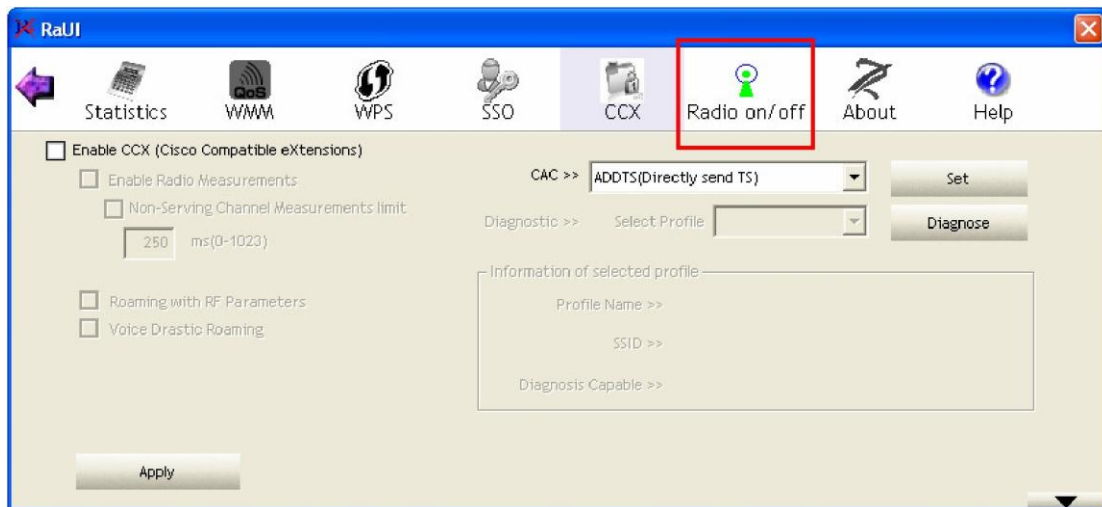 RaUI
Statistics
QoS
WMM
WPS
SSO
CCX
Radio on/off
About
Help
Enable CCX (Cisco Compatible eXtensions)
Enable Radio Measurements
Non-Serving Channel Measurements limit
250 ms(0-1023)
Roaming with RF Parameters
Voice Drastic Roaming
Apply
CAC >> ADDTS(Directly send TS) Set
Diagnostic >> Select Profile Diagnose
Information of selected profile
Profile Name >>
SSID >>
Diagnosis Capable >>